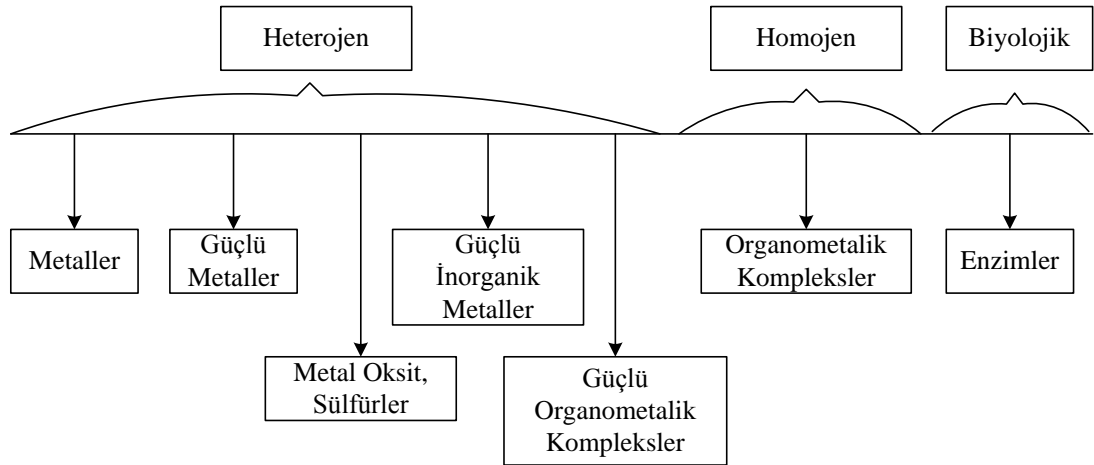 Heterojen
Homojen
Biyolojik
Metaller
Güçlü
Metaller
Güçlü
İnorganik
Metaller
Organometalik
Kompleksler
Enzimler
Metal Oksit,
Sülfürler
Güçlü
Organometalik
Kompleksler